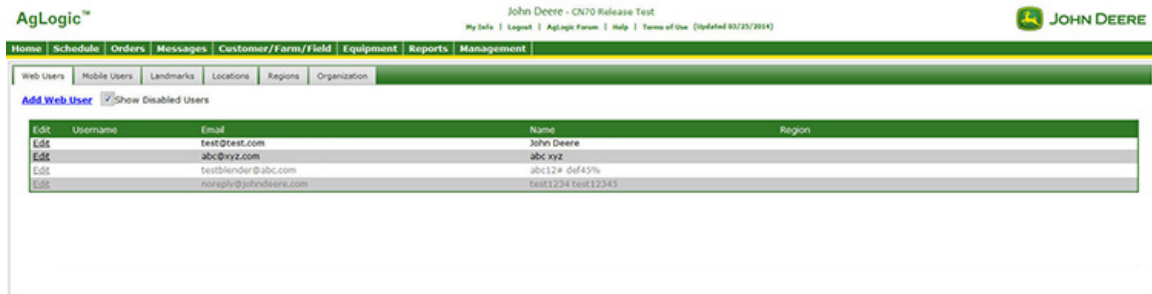 AgLogic™
John Deere - CN70 Release Test
My Info | Logout | AgLogic Forum | Help | Terms of Use (Updated 03/25/2014)
JOHN DEERE
Home Schedule Orders Messages Customer/Farm/Field Equipment Reports Management
Web Users Mobile Users Landmarks Locations Regions Organization
Add Web User Show Disabled Users
Edit Username Email Name Region
Edit test@test.com John Deere
Edit abc@xyz.com abc xyz
Edit testblender@abc.com abc12# def45%
Edit noreply@johndeere.com test1234 test12345